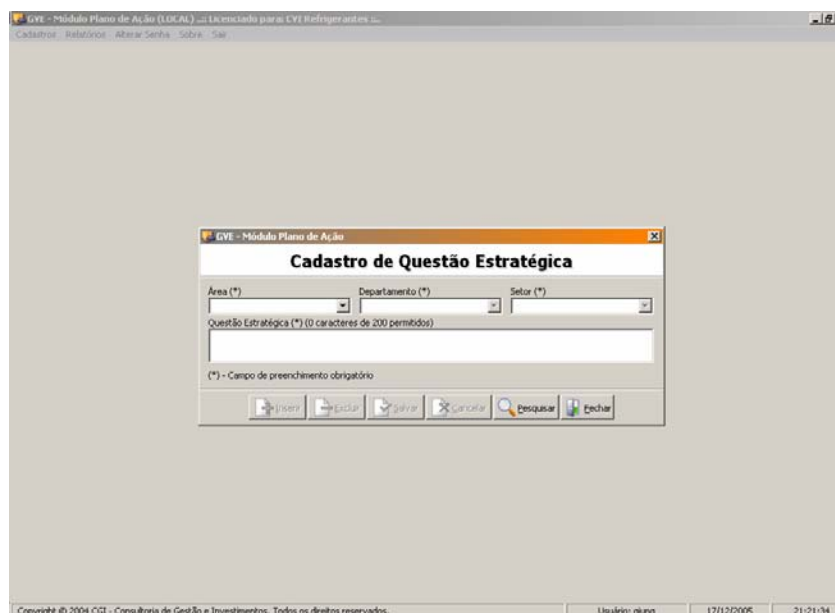 GVE - Módulo Plano de Ação (LOCAL) ..:: Licenciado para: CVI Refrigerantes ::..
Cadastros Relatórios Alterar Senha Sobre Sair
GVE - Módulo Plano de Ação
Cadastro de Questão Estratégica
Área (*) Departamento (*) Setor (*)
Questão Estratégica (*) (0 caracteres de 200 permitidos)
(*) - Campo de preenchimento obrigatório
Inserir Excluir Salvar Cancelar Pesquisar Fechar
Copyright © 2004 CGI - Consultoria de Gestão e Investimentos. Todos os direitos reservados. Usuário: giung 17/12/2005 21:21:34